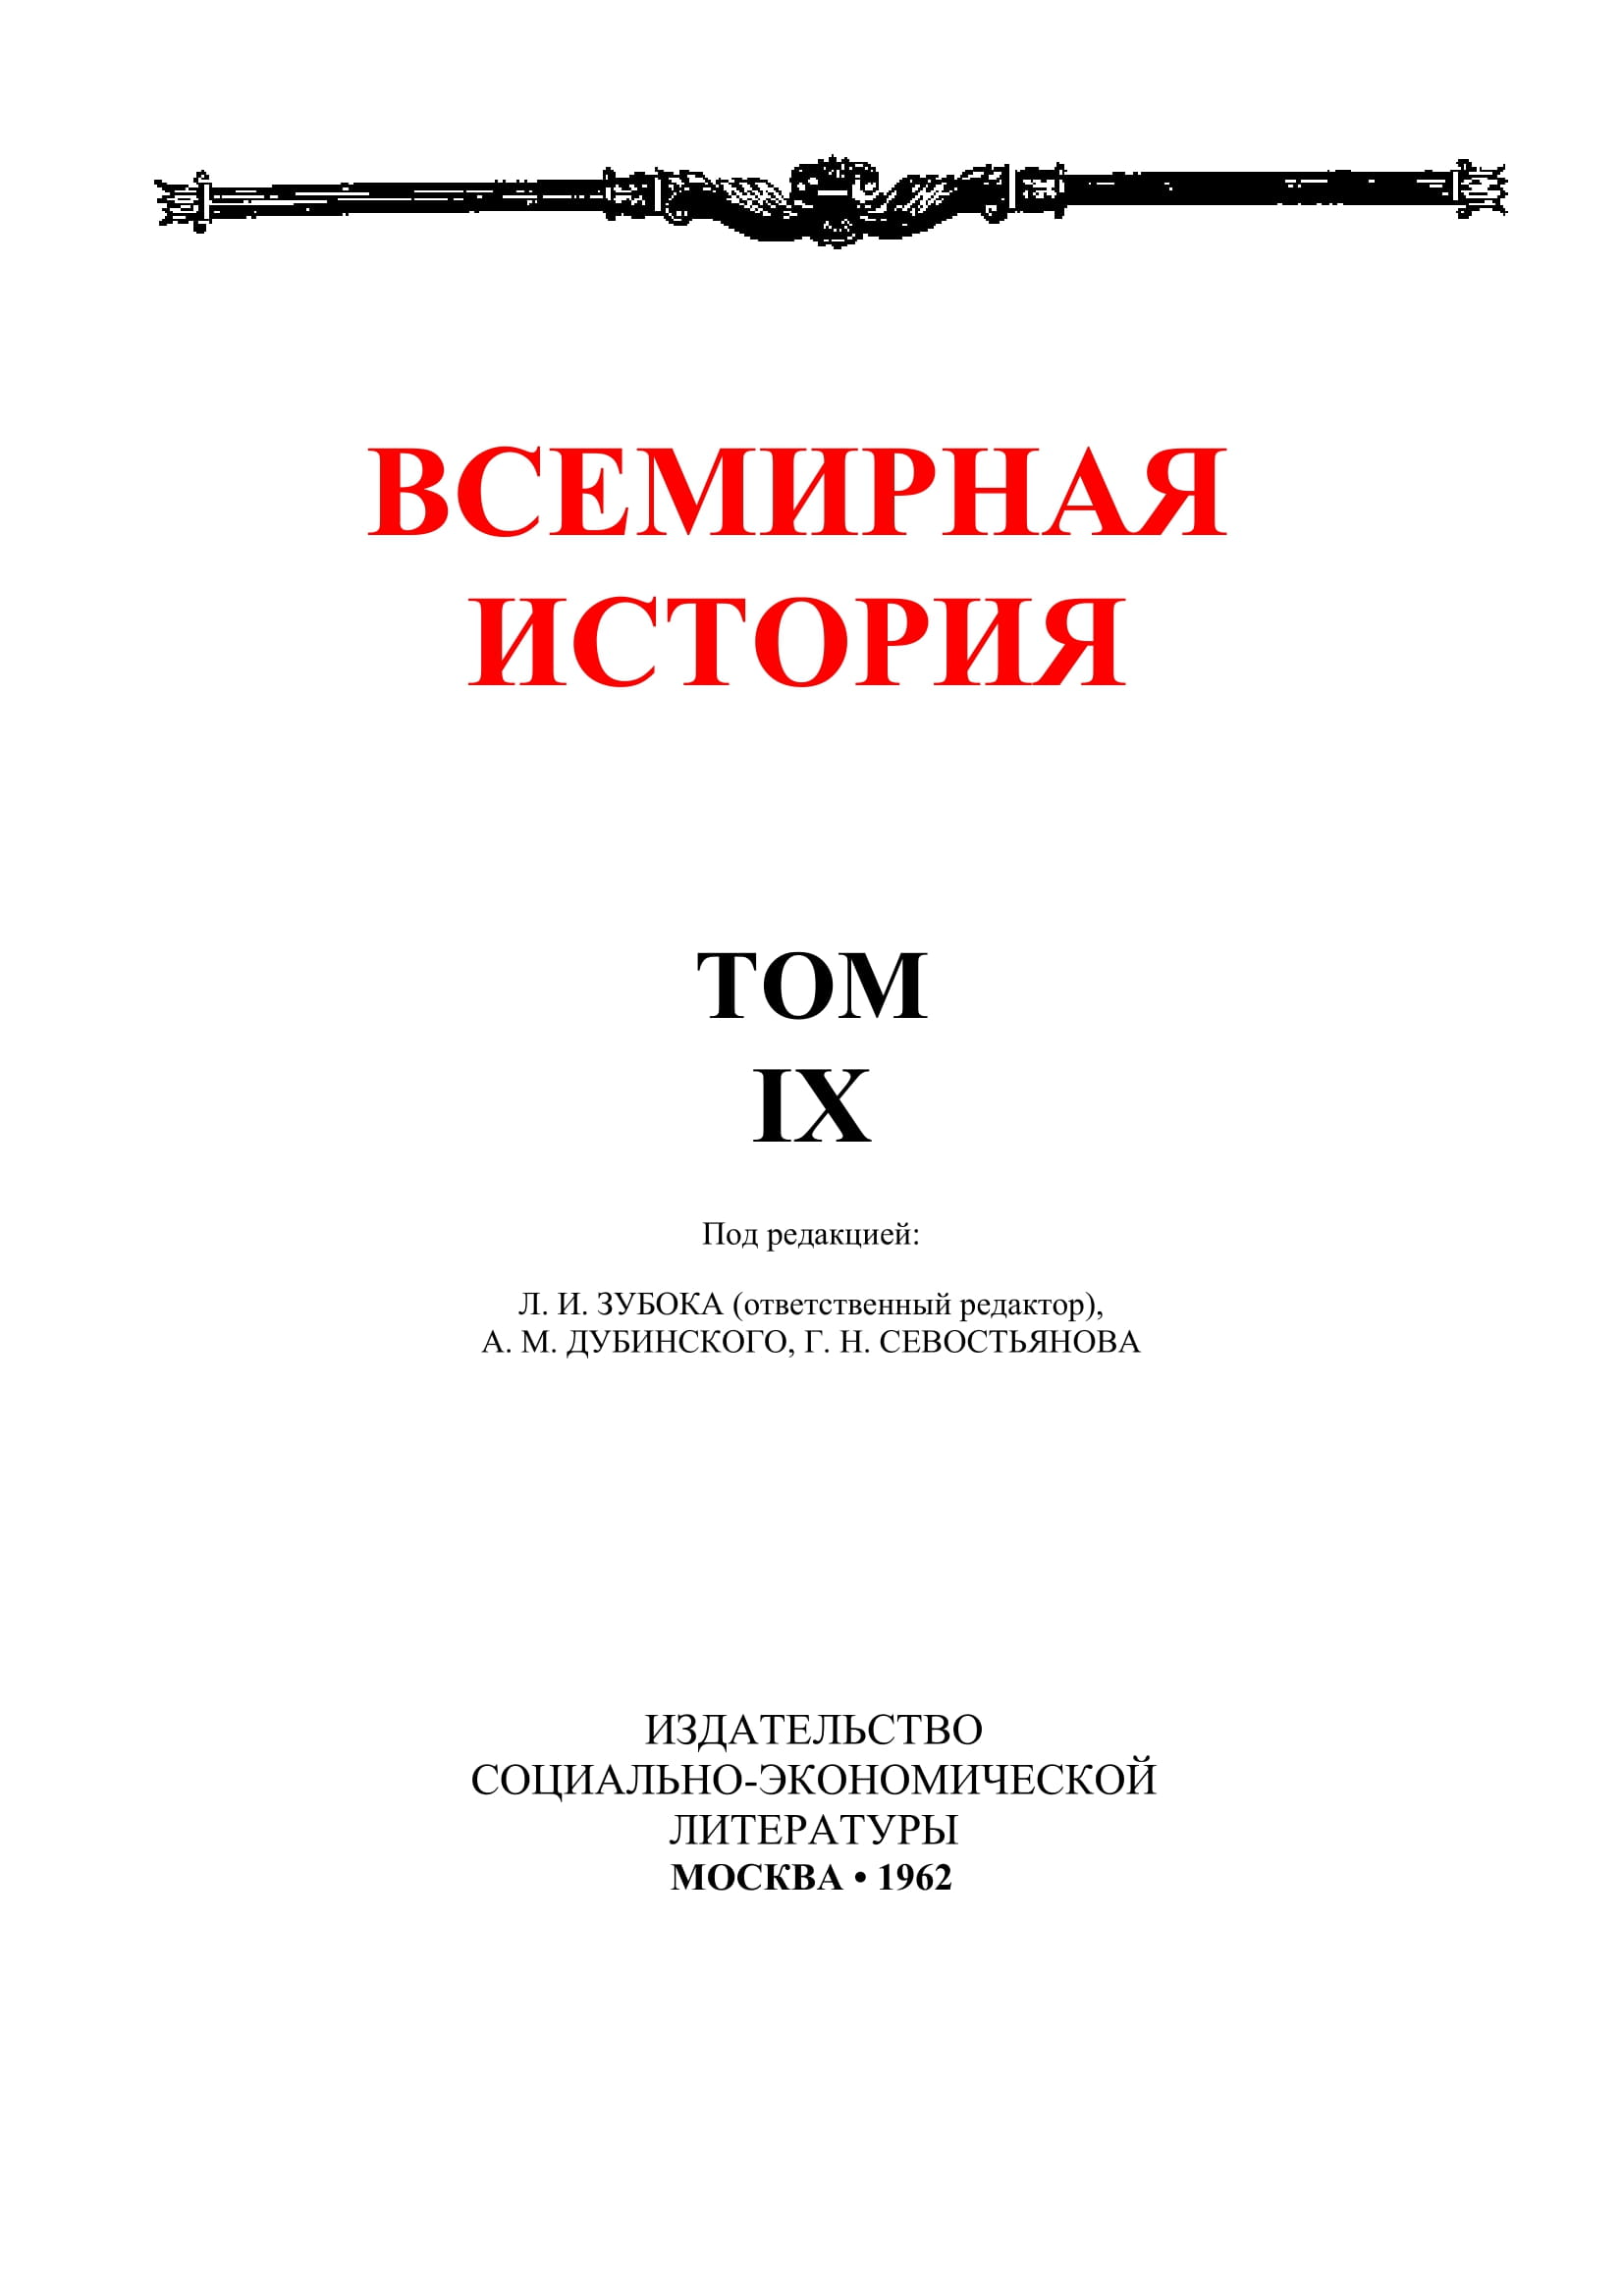 ВСЕМИРНАЯ
ИСТОРИЯ
ТОМ
IX
Под редакцией:
Л. И. ЗУБОКА (ответственный редактор),
А. М. ДУБИНСКОГО, Г. Н. СЕВОСТЬЯНОВА
ИЗДАТЕЛЬСТВО
СОЦИАЛЬНО-ЭКОНОМИЧЕСКОЙ
ЛИТЕРАТУРЫ
МОСКВА • 1962